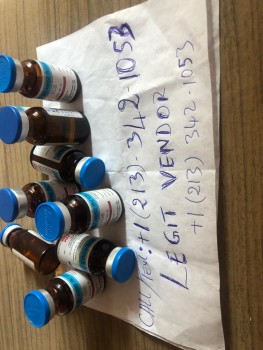 Call/Text:+1(213)-342-1053
LEGIT VENDOR
+1(213) 342-1053